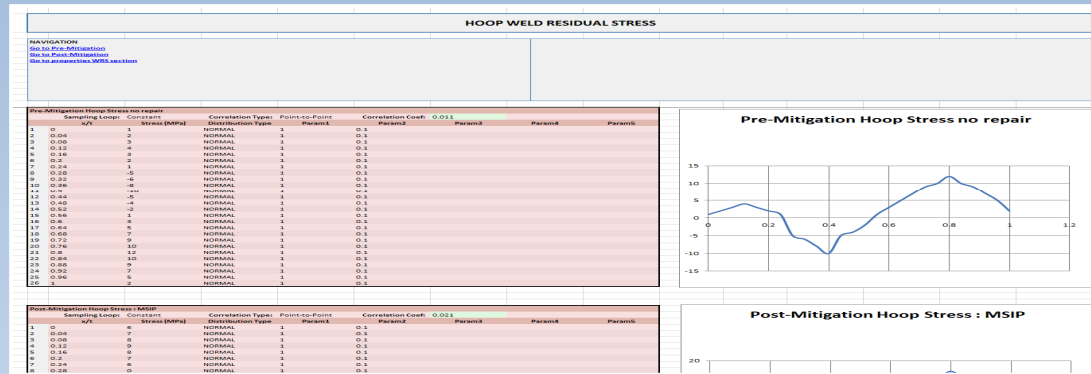 HOOP WELD RESIDUAL STRESS
NAVIGATION
Go to Pre-Mitigation
Go to Post-Mitigation
Go to properties WRS section
Pre-Mitigation Hoop Stress no repair
Sampling Loop: Constant Correlation Type: Point-to-Point Correlation Coef: 0.011
x/t Stress (MPa) Distribution Type Param1 Param2 Param3 Param4 Param5
1 0 1 NORMAL 1 0.1
2 0.04 2 NORMAL 1 0.1
3 0.08 3 NORMAL 1 0.1
4 0.12 4 NORMAL 1 0.1
5 0.16 3 NORMAL 1 0.1
6 0.2 2 NORMAL 1 0.1
7 0.24 1 NORMAL 1 0.1
8 0.28 -5 NORMAL 1 0.1
9 0.32 -6 NORMAL 1 0.1
10 0.36 -8 NORMAL 1 0.1
11 0.4 -10 NORMAL 1 0.1
12 0.44 -5 NORMAL 1 0.1
13 0.48 -4 NORMAL 1 0.1
14 0.52 -2 NORMAL 1 0.1
15 0.56 1 NORMAL 1 0.1
16 0.6 3 NORMAL 1 0.1
17 0.64 5 NORMAL 1 0.1
18 0.68 7 NORMAL 1 0.1
19 0.72 9 NORMAL 1 0.1
20 0.76 10 NORMAL 1 0.1
21 0.8 12 NORMAL 1 0.1
22 0.84 10 NORMAL 1 0.1
23 0.88 9 NORMAL 1 0.1
24 0.92 7 NORMAL 1 0.1
25 0.96 5 NORMAL 1 0.1
26 1 2 NORMAL 1 0.1
Pre-Mitigation Hoop Stress no repair
15
10
5
0
-5
-10
-15
0 0.2 0.4 0.6 0.8 1 1.2
Post-Mitigation Hoop Stress : MSIP
Sampling Loop: Constant Correlation Type: Point-to-Point Correlation Coef: 0.021
x/t Stress (MPa) Distribution Type Param1 Param2 Param3 Param4 Param5
1 0 6 NORMAL 1 0.1
2 0.04 7 NORMAL 1 0.1
3 0.08 8 NORMAL 1 0.1
4 0.12 9 NORMAL 1 0.1
5 0.16 8 NORMAL 1 0.1
6 0.2 7 NORMAL 1 0.1
7 0.24 6 NORMAL 1 0.1
8 0.28 0 NORMAL 1 0.1
Post-Mitigation Hoop Stress : MSIP
20